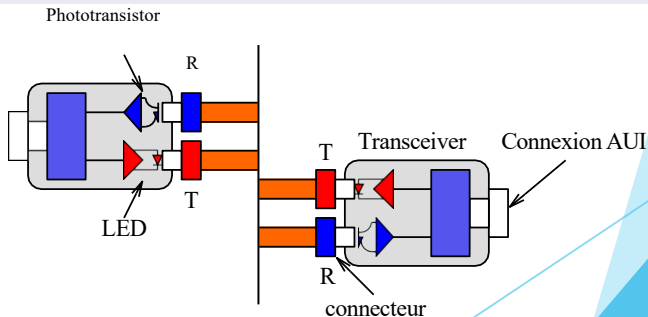 Phototransistor
R
T
LED
T
Transceiver
Connexion AUI
R
connecteur